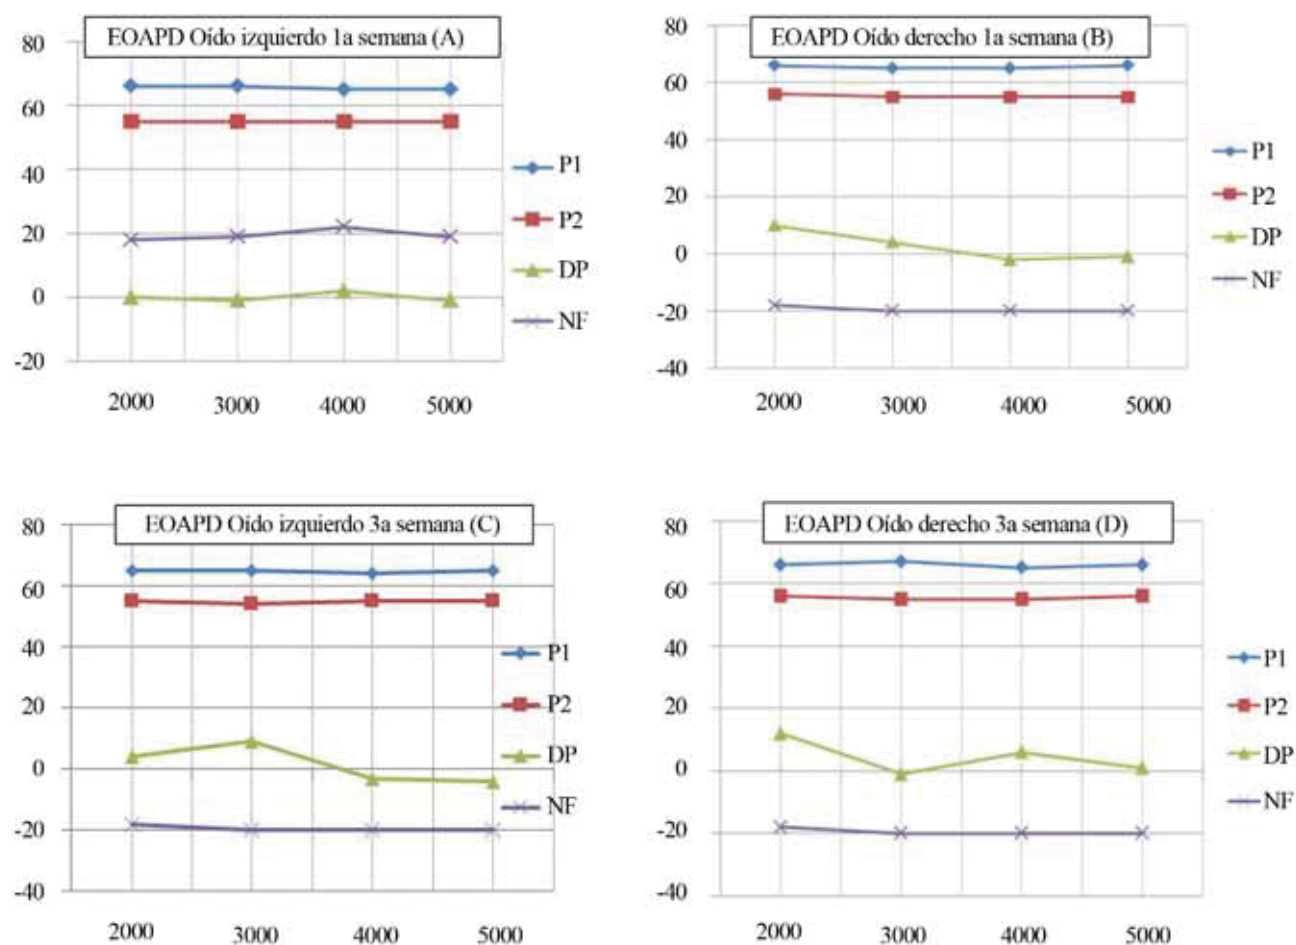 EOAPD Oído izquierdo 1a semana (A)
80
60
40
20
0
-20
2000 3000 4000 5000
P1
P2
DP
NF
EOAPD Oído derecho 1a semana (B)
80
60
40
20
0
-20
-40
2000 3000 4000 5000
P1
P2
DP
NF
EOAPD Oído izquierdo 3a semana (C)
80
60
40
20
0
-20
-40
2000 3000 4000 5000
P1
P2
DP
NF
EOAPD Oído derecho 3a semana (D)
80
60
40
20
0
-20
-40
2000 3000 4000 5000
P1
P2
DP
NF